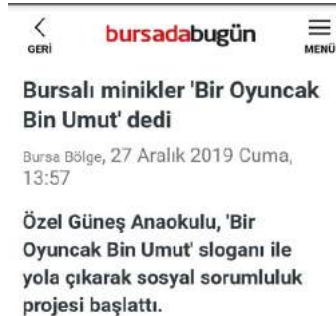 GERİ
bursadabugün
MENÜ
Bursalı minikler 'Bir Oyuncak
Bin Umut' dedi
Bursa Bölge, 27 Aralık 2019 Cuma,
13:57
Özel Güneş Anaokulu, 'Bir
Oyuncak Bin Umut' sloganı ile
yola çıkarak sosyal sorumluluk
projesi başlattı.